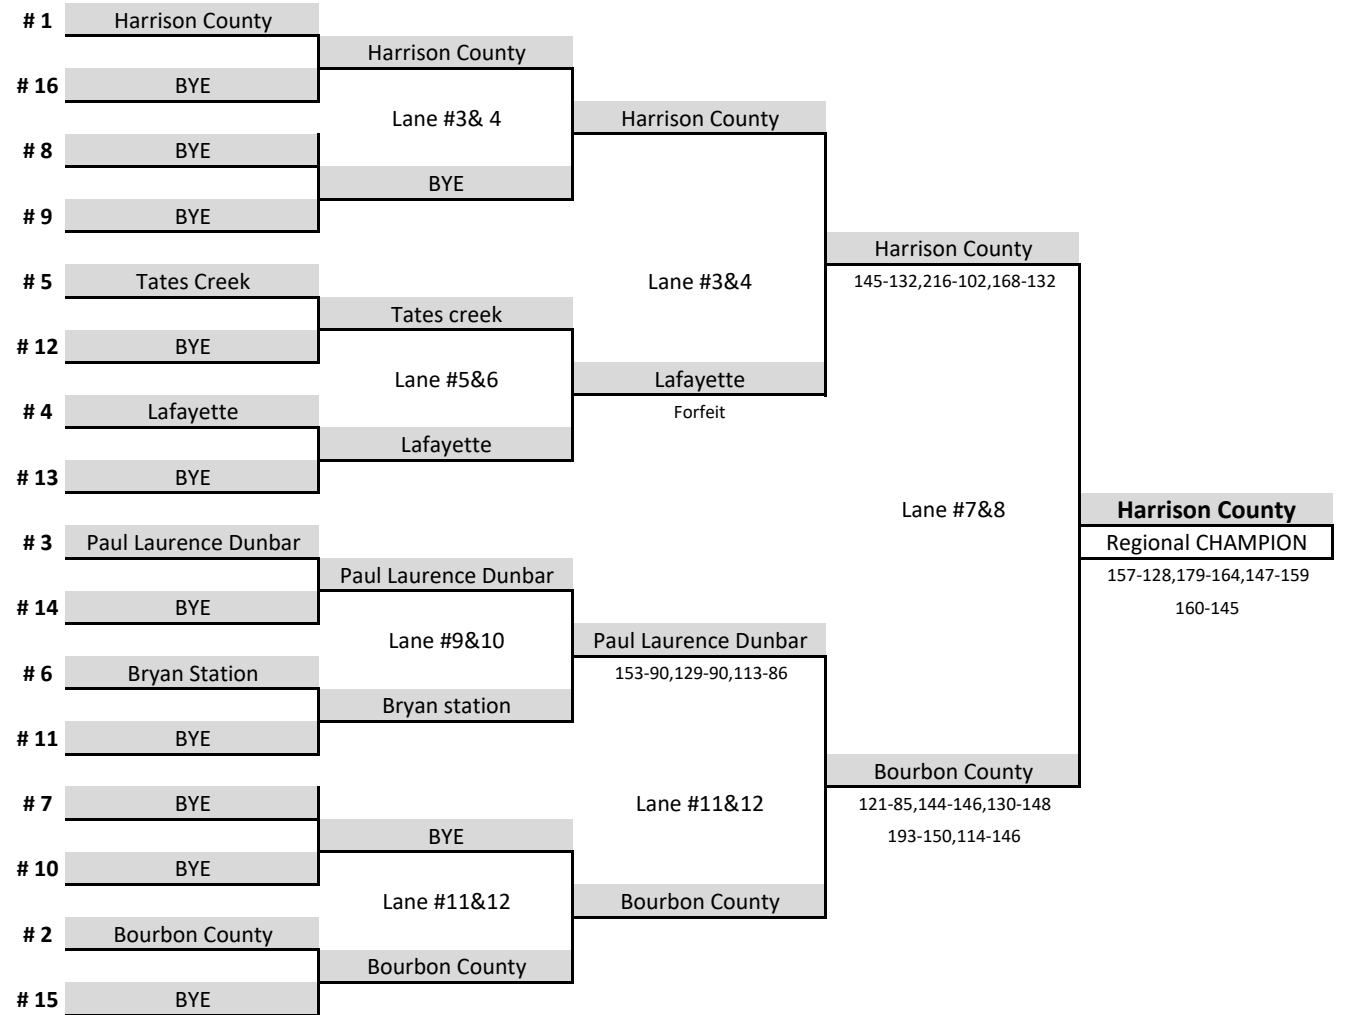 # 1 Harrison County
Harrison County
# 16 BYE
Lane #3& 4
Harrison County
# 8 BYE
BYE
# 9 BYE
Harrison County
# 5 Tates Creek
Lane #3&4
145-132,216-102,168-132
Tates creek
# 12 BYE
Lane #5&6
Lafayette
# 4 Lafayette
Forfeit
Lafayette
# 13 BYE
Lane #7&8
Harrison County
# 3 Paul Laurence Dunbar
Regional CHAMPION
Paul Laurence Dunbar
157-128,179-164,147-159
# 14 BYE
160-145
Lane #9&10
Paul Laurence Dunbar
# 6 Bryan Station
153-90,129-90,113-86
Bryan station
# 11 BYE
Bourbon County
# 7 BYE
Lane #11&12
121-85,144-146,130-148
BYE
193-150,114-146
# 10 BYE
Lane #11&12
Bourbon County
# 2 Bourbon County
Bourbon County
# 15 BYE